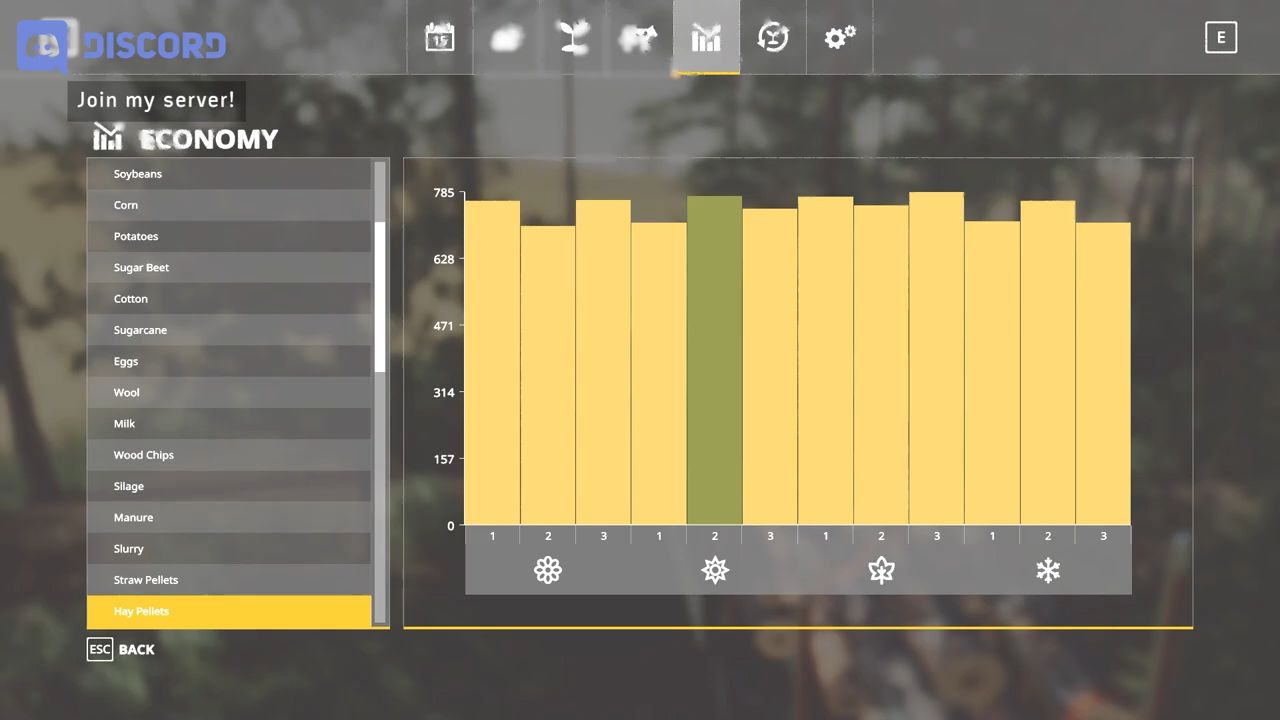 DISCORD
15
E
Join my server!
ECONOMY
Soybeans
Corn
Potatoes
Sugar Beet
Cotton
Sugarcane
Eggs
Wool
Milk
Wood Chips
Silage
Manure
Slurry
Straw Pellets
Hay Pellets
785
628
471
314
157
0
1 2 3 1 2 3 1 2 3 1 2 3
ESC BACK